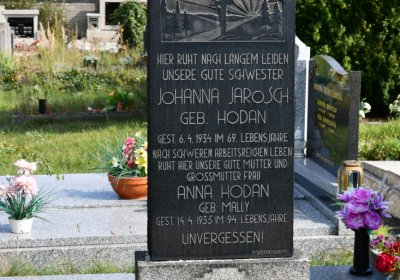 HIER RUHT NACH LANGEM LEIDEN
UNSERE GUTE SCHWESTER
JOHANNA JAROSCH
GEB. HODAN
GEST. 6.4.1934 IM 69. LEBENSJAHRE
NACH SCHWEREN ARBEITSREICHEN LEBEN
RUHT HIER UNSERE GUTE MUTTER UND
GROSSMUTTER FRAU
ANNA HODAN
GEB. MALLY
GEST. 14.4.1935 IM 94. LEBENSJAHRE
UNVERGESSEN!